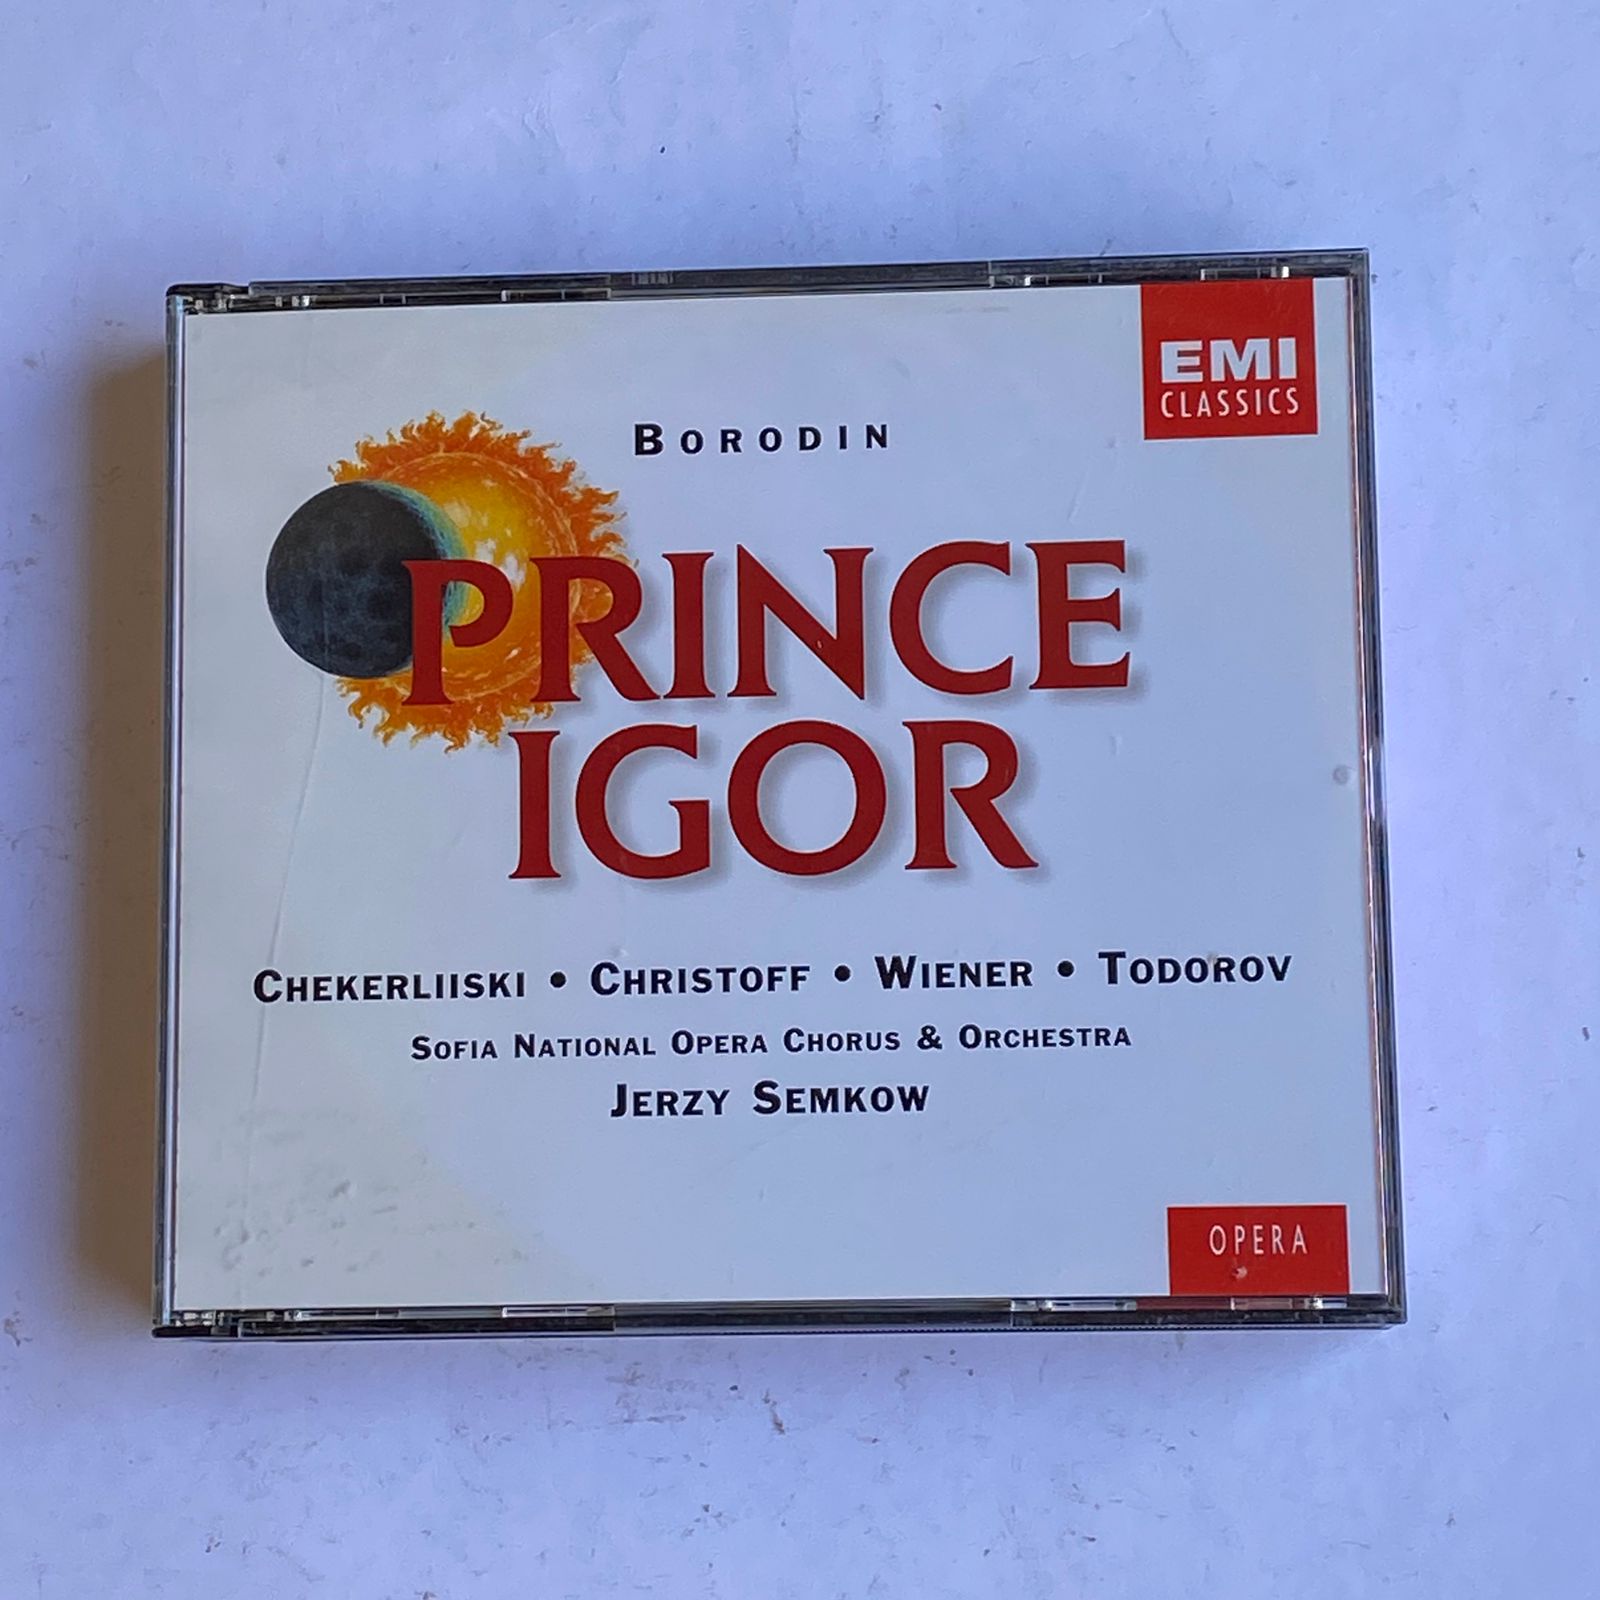 EMI
CLASSICS
BORODIN
PRINCE
IGOR
CHEKERLIISKI • CHRISTOFF • WIENER • TODOROV
SOFIA NATIONAL OPERA CHORUS & ORCHESTRA
JERZY SEMKOW
OPERA